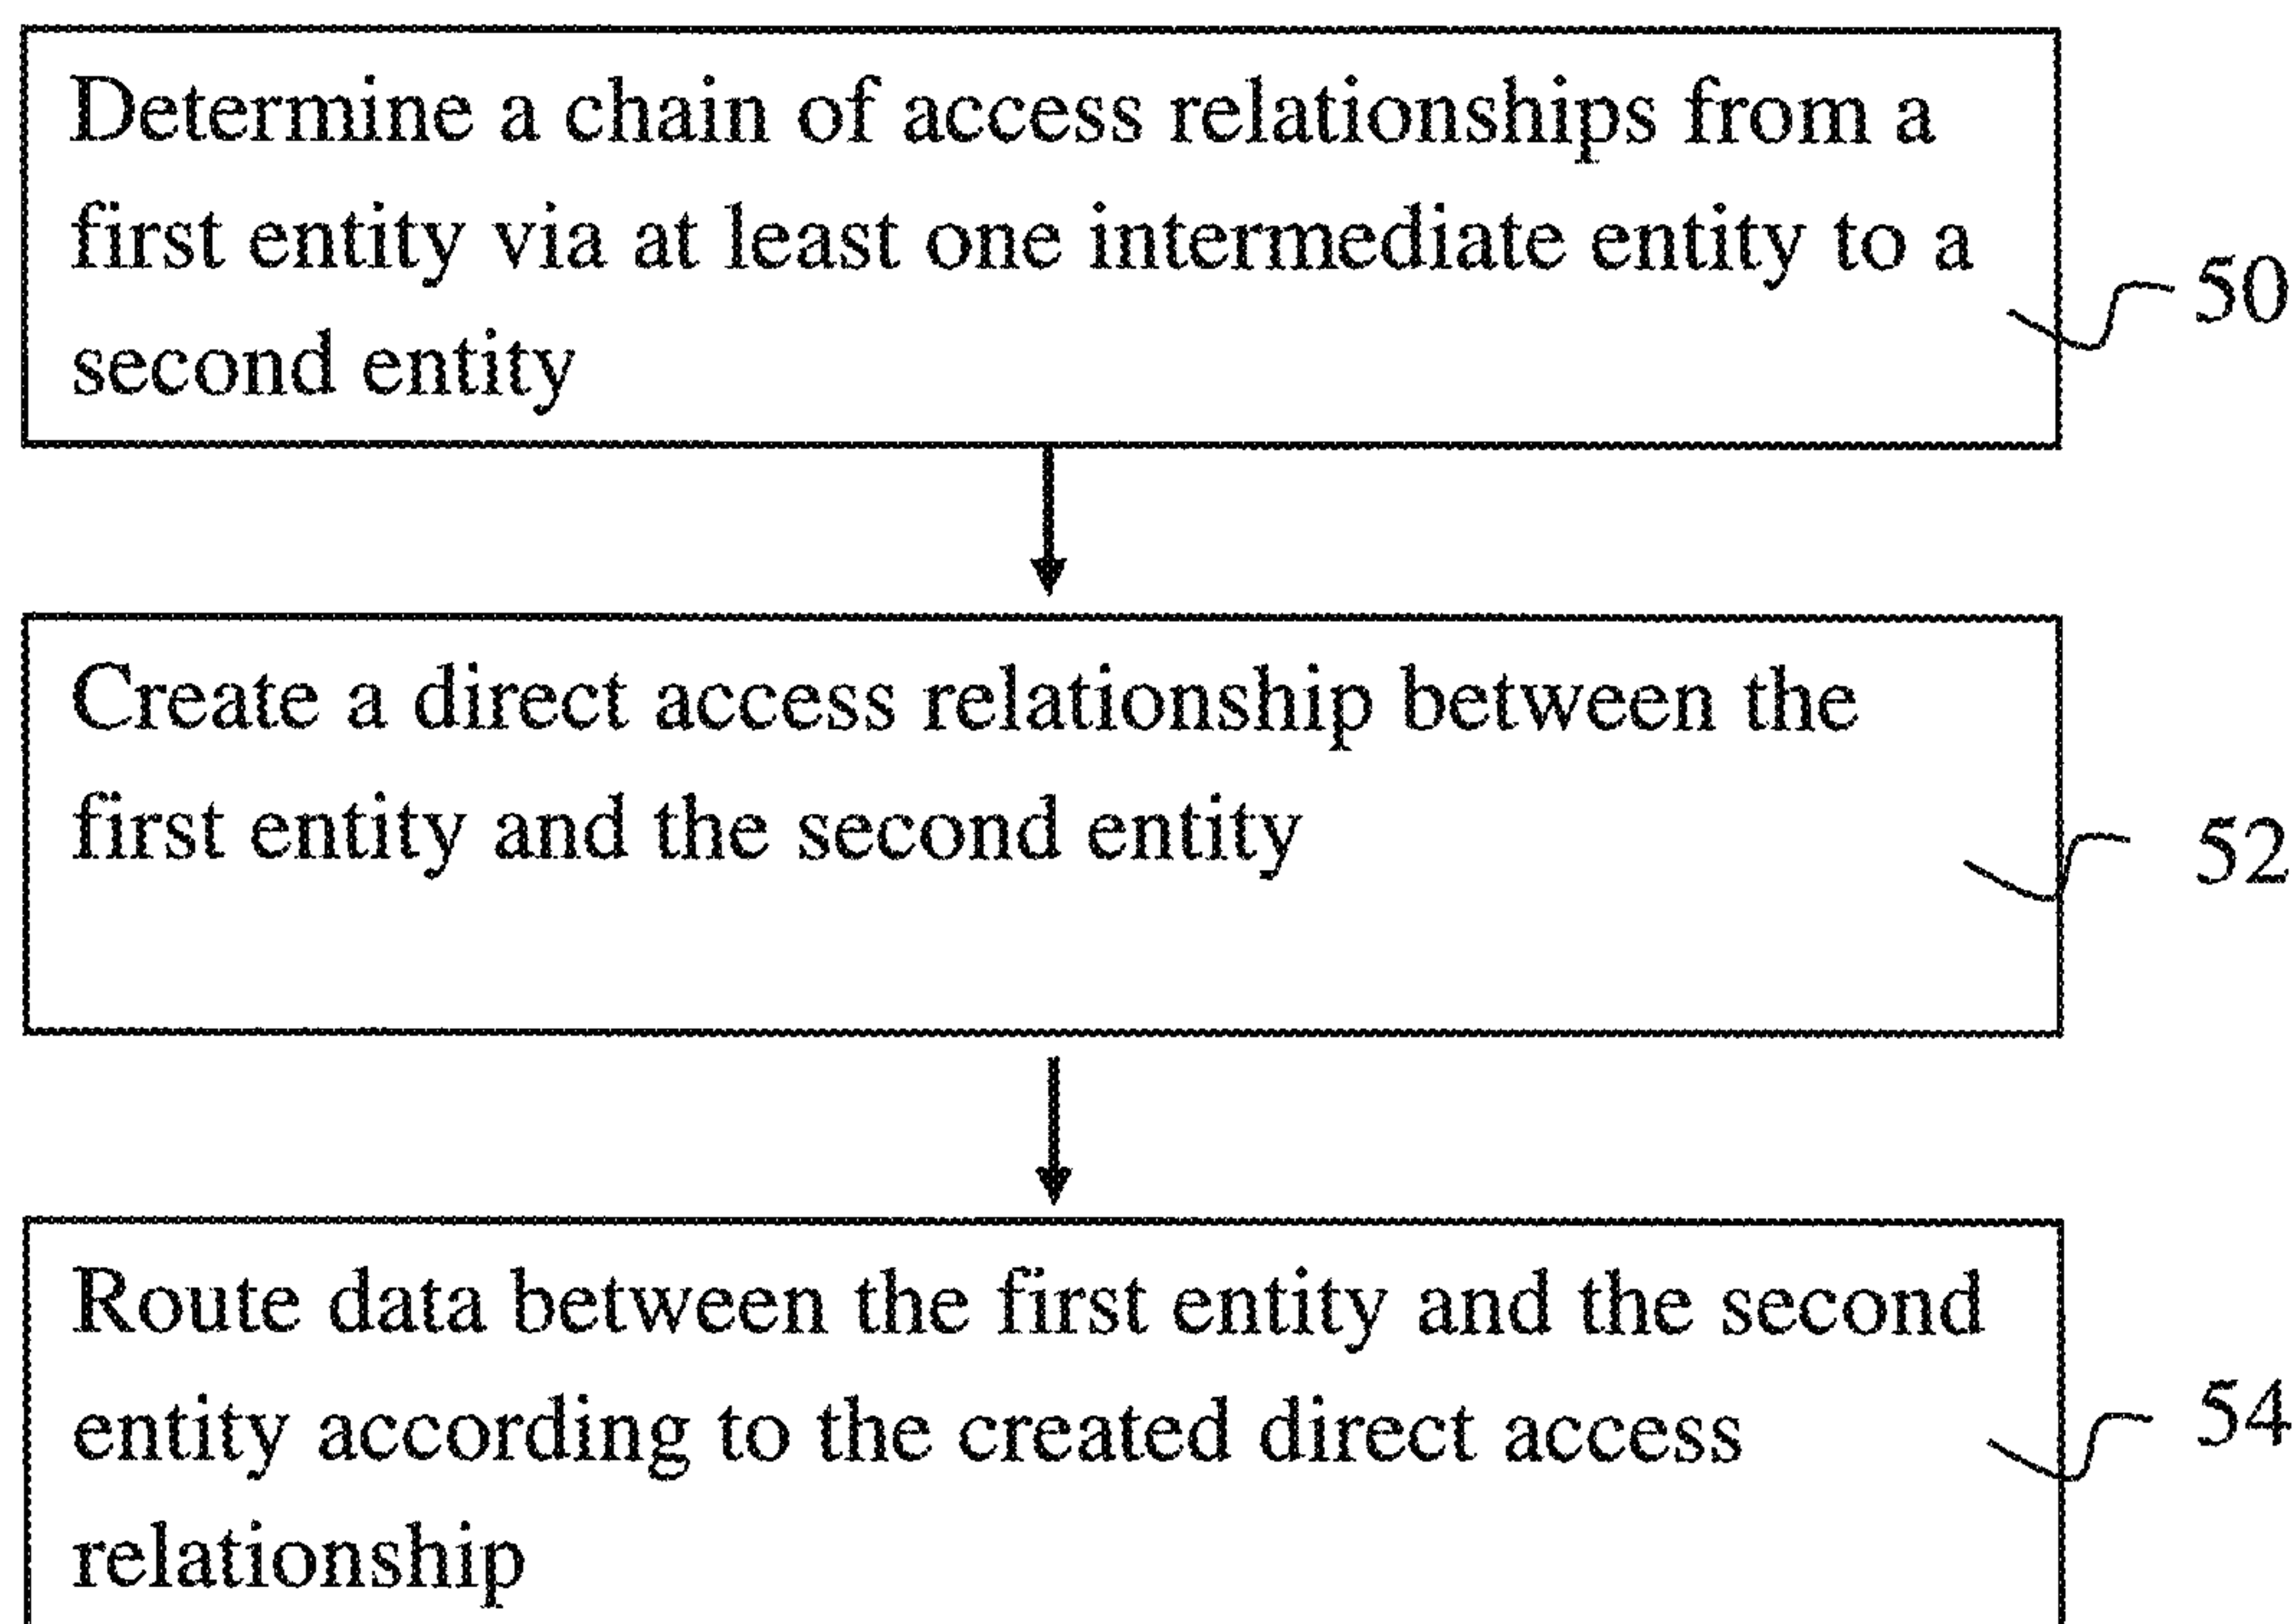 Determine a chain of access relationships from a
first entity via at least one intermediate entity to a
second entity
50
Create a direct access relationship between the
first entity and the second entity
52
Route data between the first entity and the second
entity according to the created direct access
relationship
54